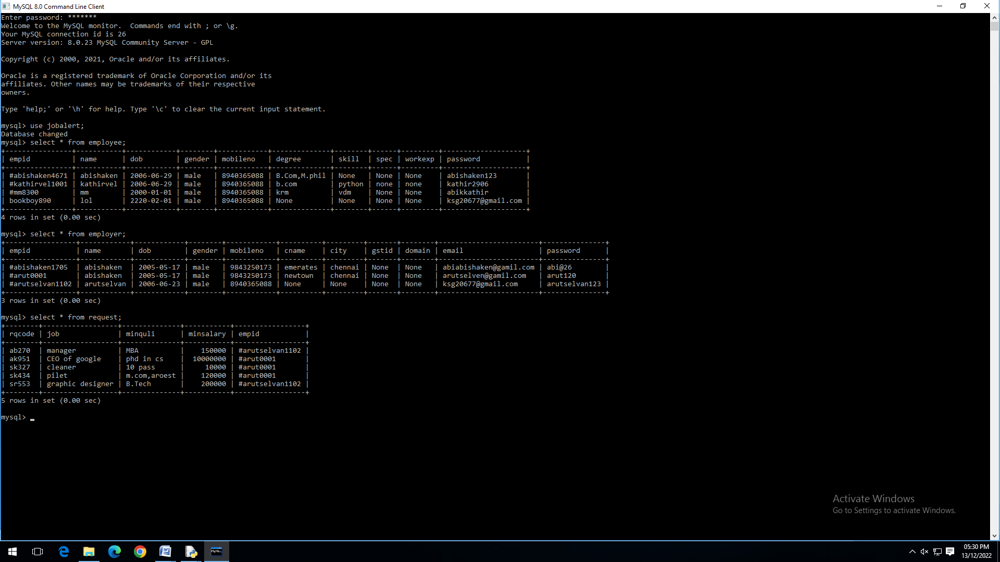 MySQL 8.0 Command Line Client
Enter password: *******
Welcome to the MySQL monitor.  Commands end with ; or \g.
Your MySQL connection id is 26
Server version: 8.0.23 MySQL Community Server - GPL
Copyright (c) 2000, 2021, Oracle and/or its affiliates.
Oracle is a registered trademark of Oracle Corporation and/or its
affiliates. Other names may be trademarks of their respective
owners.
Type 'help;' or '\h' for help. Type '\c' to clear the current input statement.
mysql> use jobalert;
Database changed
mysql> select * from employee;
| empid | name | dob | gender | mobileno | degree | skill | spec | workexp | password |
| #abishaken4671 | abishaken | 2006-06-29 | male | 8940365088 | B.Com,M.phil | None | None | None | abishaken123 |
| #kathirvel1001 | kathirvel | 2006-06-29 | male | 8940365088 | b.com | python | none | none | kathir2906 |
| #mm8300 | mm | 2000-01-01 | male | 8940365088 | krm | vdm | None | None | abikkathir |
| bookboy890 | lol | 2220-02-01 | male | 8940365088 | None | None | None | None | ksg20677@gmail.com |
4 rows in set (0.00 sec)
mysql> select * from employer;
| empid | name | dob | gender | mobileno | cname | city | gstid | domain | email | password |
| #abishaken1705 | abishaken | 2005-05-17 | male | 9843250173 | emerates | chennai | None | None | abiabishaken@gamil.com | abi@26 |
| #arut0001 | abishaken | 2005-05-17 | male | 9843250173 | newtown | chennai | None | None | arutselven@gamil.com | arut120 |
| #arutselvan1102 | arutselvan | 2006-06-23 | male | 8940365088 | None | None | None | None | ksg20677@gmail.com | arutselvan123 |
3 rows in set (0.00 sec)
mysql> select * from request;
| rqcode | job | minquli | minsalary | empid |
| ab270 | manager | MBA | 150000 | #arutselvan1102 |
| ak951 | CEO of google | phd in cs | 10000000 | #arut0001 |
| sk327 | cleaner | 10 pass | 10000 | #arut0001 |
| sk434 | pilet | m.com,aroest | 120000 | #arut0001 |
| sr553 | graphic designer | B.Tech | 200000 | #arutselvan1102 |
5 rows in set (0.00 sec)
mysql>
Activate Windows
Go to Settings to activate Windows.
05:30 PM
13/12/2022